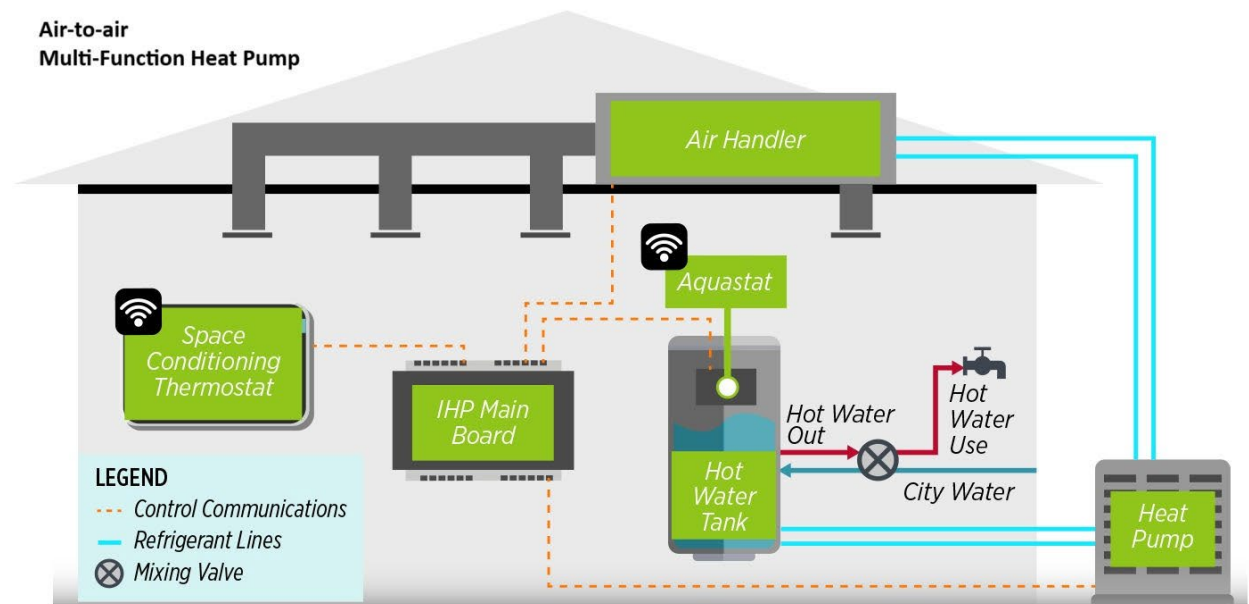 Air-to-air
Multi-Function Heat Pump
Air Handler
Aquastat
Space
Conditioning
Thermostat
IHP Main
Board
Hot Water
Out
Hot
Water
Use
Hot
Water
Tank
City Water
Heat
Pump
LEGEND
Control Communications
Refrigerant Lines
Mixing Valve